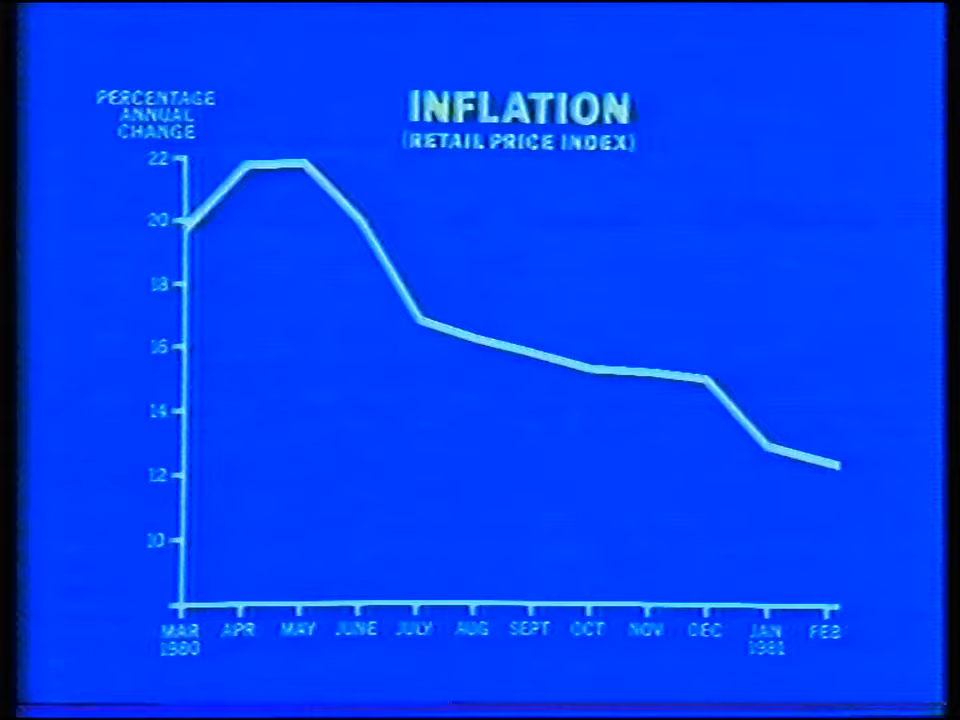 PERCENTAGE
ANNUAL
CHANGE
INFLATION
(RETAIL PRICE INDEX)
22
20
18
16
14
12
10
MAR APR MAY JUNE JULY AUG SEPT OCT NOV DEC JAN FEB
1980 1981